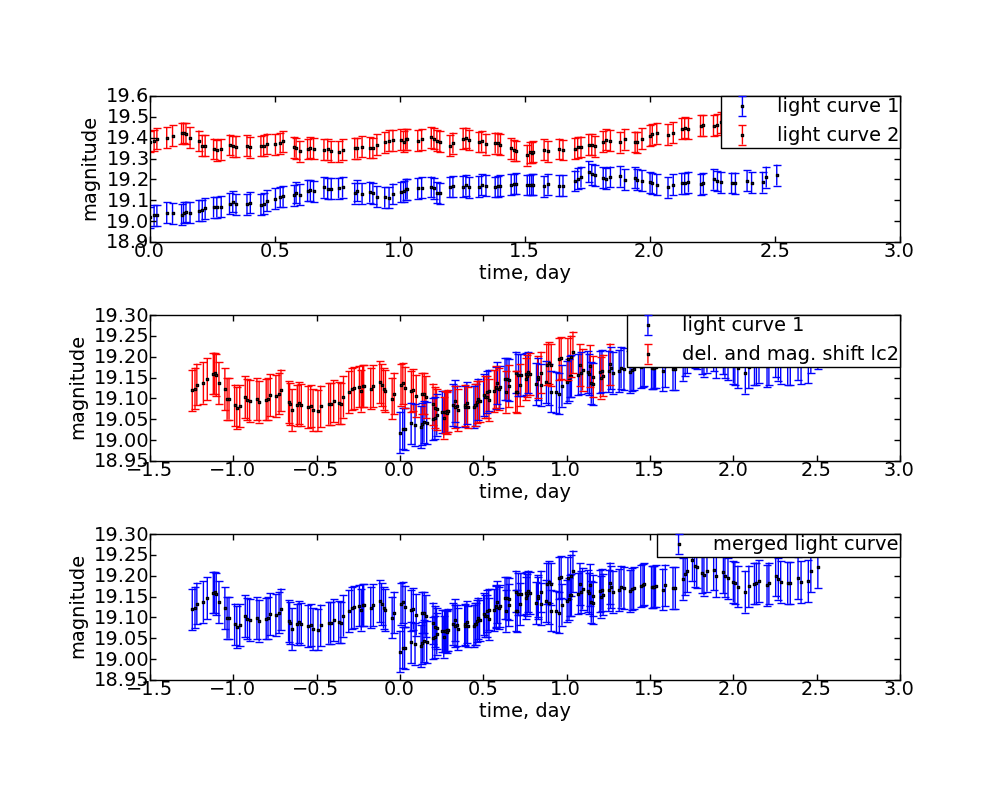 19.6
19.5
19.4
19.3
19.2
19.1
19.0
18.9
magnitude
light curve 1
light curve 2
0.0 0.5 1.0 1.5 2.0 2.5 3.0
time, day
19.30
19.25
19.20
19.15
19.10
19.05
19.00
18.95
magnitude
light curve 1
del. and mag. shift lc2
−1.5 −1.0 −0.5 0.0 0.5 1.0 1.5 2.0 2.5 3.0
time, day
19.30
19.25
19.20
19.15
19.10
19.05
19.00
18.95
magnitude
merged light curve
−1.5 −1.0 −0.5 0.0 0.5 1.0 1.5 2.0 2.5 3.0
time, day